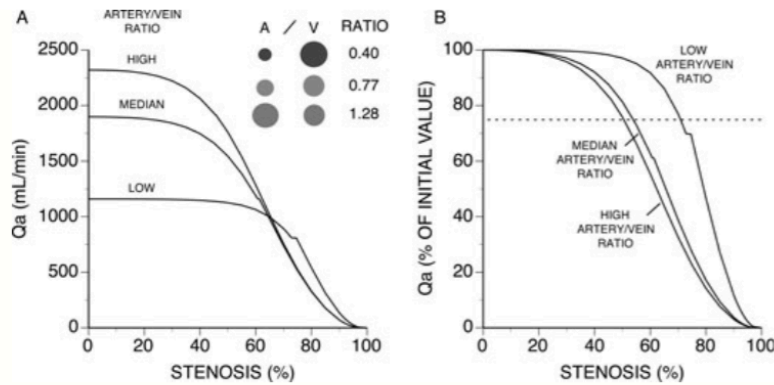 A
ARTERY/VEIN
RATIO
A / V RATIO
0.40
0.77
1.28
HIGH
MEDIAN
LOW
2500
2000
1500
1000
500
0
Qa (mL/min)
0 20 40 60 80 100
STENOSIS (%)
B
LOW
ARTERY/VEIN
RATIO
MEDIAN
ARTERY/VEIN
RATIO
HIGH
ARTERY/VEIN
RATIO
100
80
60
40
20
0
Qa (% OF INITIAL VALUE)
0 20 40 60 80 100
STENOSIS (%)